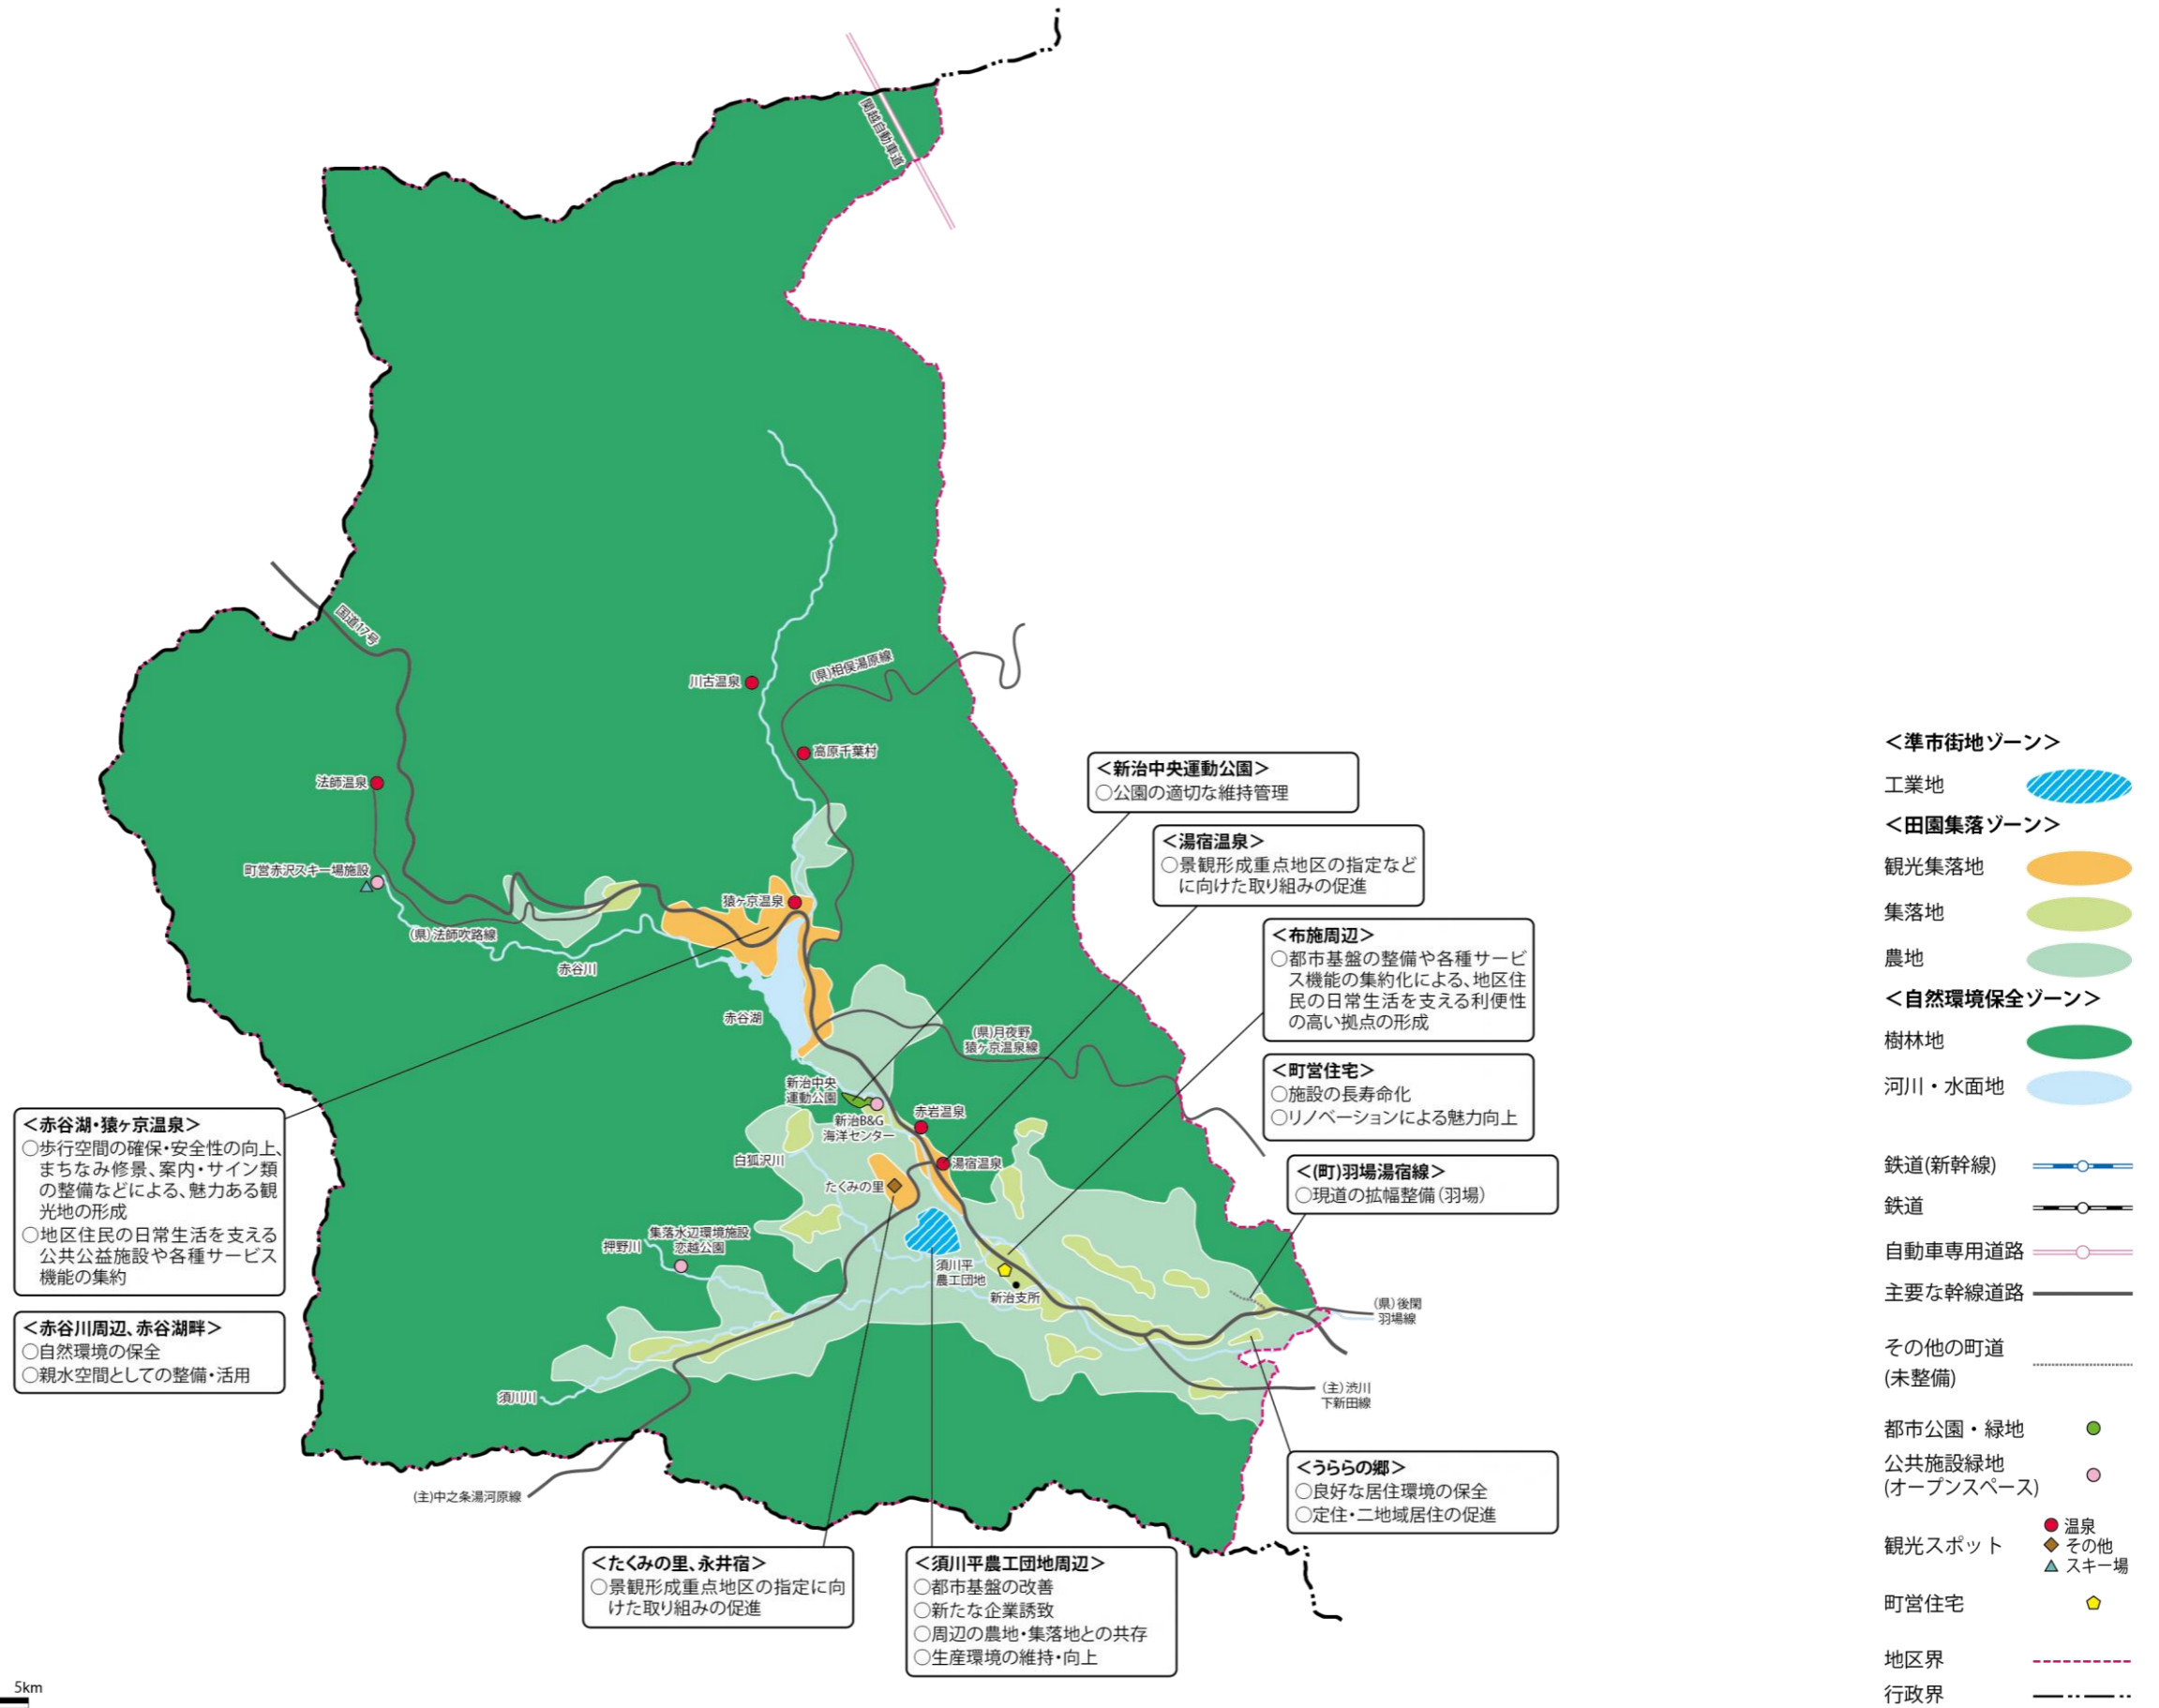 関越自動車道
国道17号
川古温泉
(県)相俣湯原線
高原千葉村
法師温泉
町営赤沢スキー場施設
猿ヶ京温泉
(県)法師吹路線
赤谷川
赤谷湖
(県)月夜野
猿ヶ京温泉線
新治中央
運動公園
新治B&G
海洋センター
赤岩温泉
白狐沢川
湯宿温泉
たくみの里
集落水辺環境施設
恋越公園
押野川
須川平
農工団地
新治支所
(県)後閑
羽場線
須川川
(主)渋川
下新田線
(主)中之条湯河原線
<新治中央運動公園>
○公園の適切な維持管理
<湯宿温泉>
○景観形成重点地区の指定など
に向けた取り組みの促進
<布施周辺>
○都市基盤の整備や各種サービ
ス機能の集約化による、地区住
民の日常生活を支える利便性
の高い拠点の形成
<町営住宅>
○施設の長寿命化
○リノベーションによる魅力向上
<(町)羽場湯宿線>
○現道の拡幅整備(羽場)
<赤谷湖・猿ヶ京温泉>
○歩行空間の確保・安全性の向上、
まちなみ修景、案内・サイン類
の整備などによる、魅力ある観
光地の形成
○地区住民の日常生活を支える
公共公益施設や各種サービス
機能の集約
<赤谷川周辺、赤谷湖畔>
○自然環境の保全
○親水空間としての整備・活用
<うららの郷>
○良好な居住環境の保全
○定住・二地域居住の促進
<たくみの里、永井宿>
○景観形成重点地区の指定に向
けた取り組みの促進
<須川平農工団地周辺>
○都市基盤の改善
○新たな企業誘致
○周辺の農地・集落地との共存
○生産環境の維持・向上
5km
<準市街地ゾーン>
工業地
<田園集落ゾーン>
観光集落地
集落地
農地
<自然環境保全ゾーン>
樹林地
河川・水面地
鉄道(新幹線)
鉄道
自動車専用道路
主要な幹線道路
その他の町道
(未整備)
都市公園・緑地
公共施設緑地
(オープンスペース)
観光スポット
温泉
その他
スキー場
町営住宅
地区界
行政界